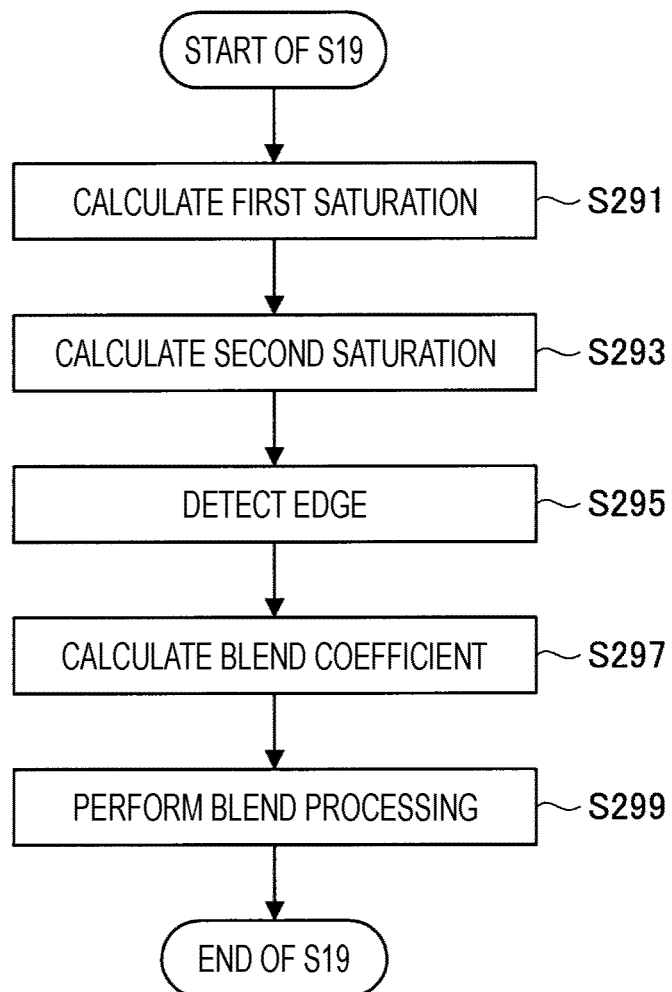 START OF S19
CALCULATE FIRST SATURATION
S291
CALCULATE SECOND SATURATION
S293
DETECT EDGE
S295
CALCULATE BLEND COEFFICIENT
S297
PERFORM BLEND PROCESSING
S299
END OF S19